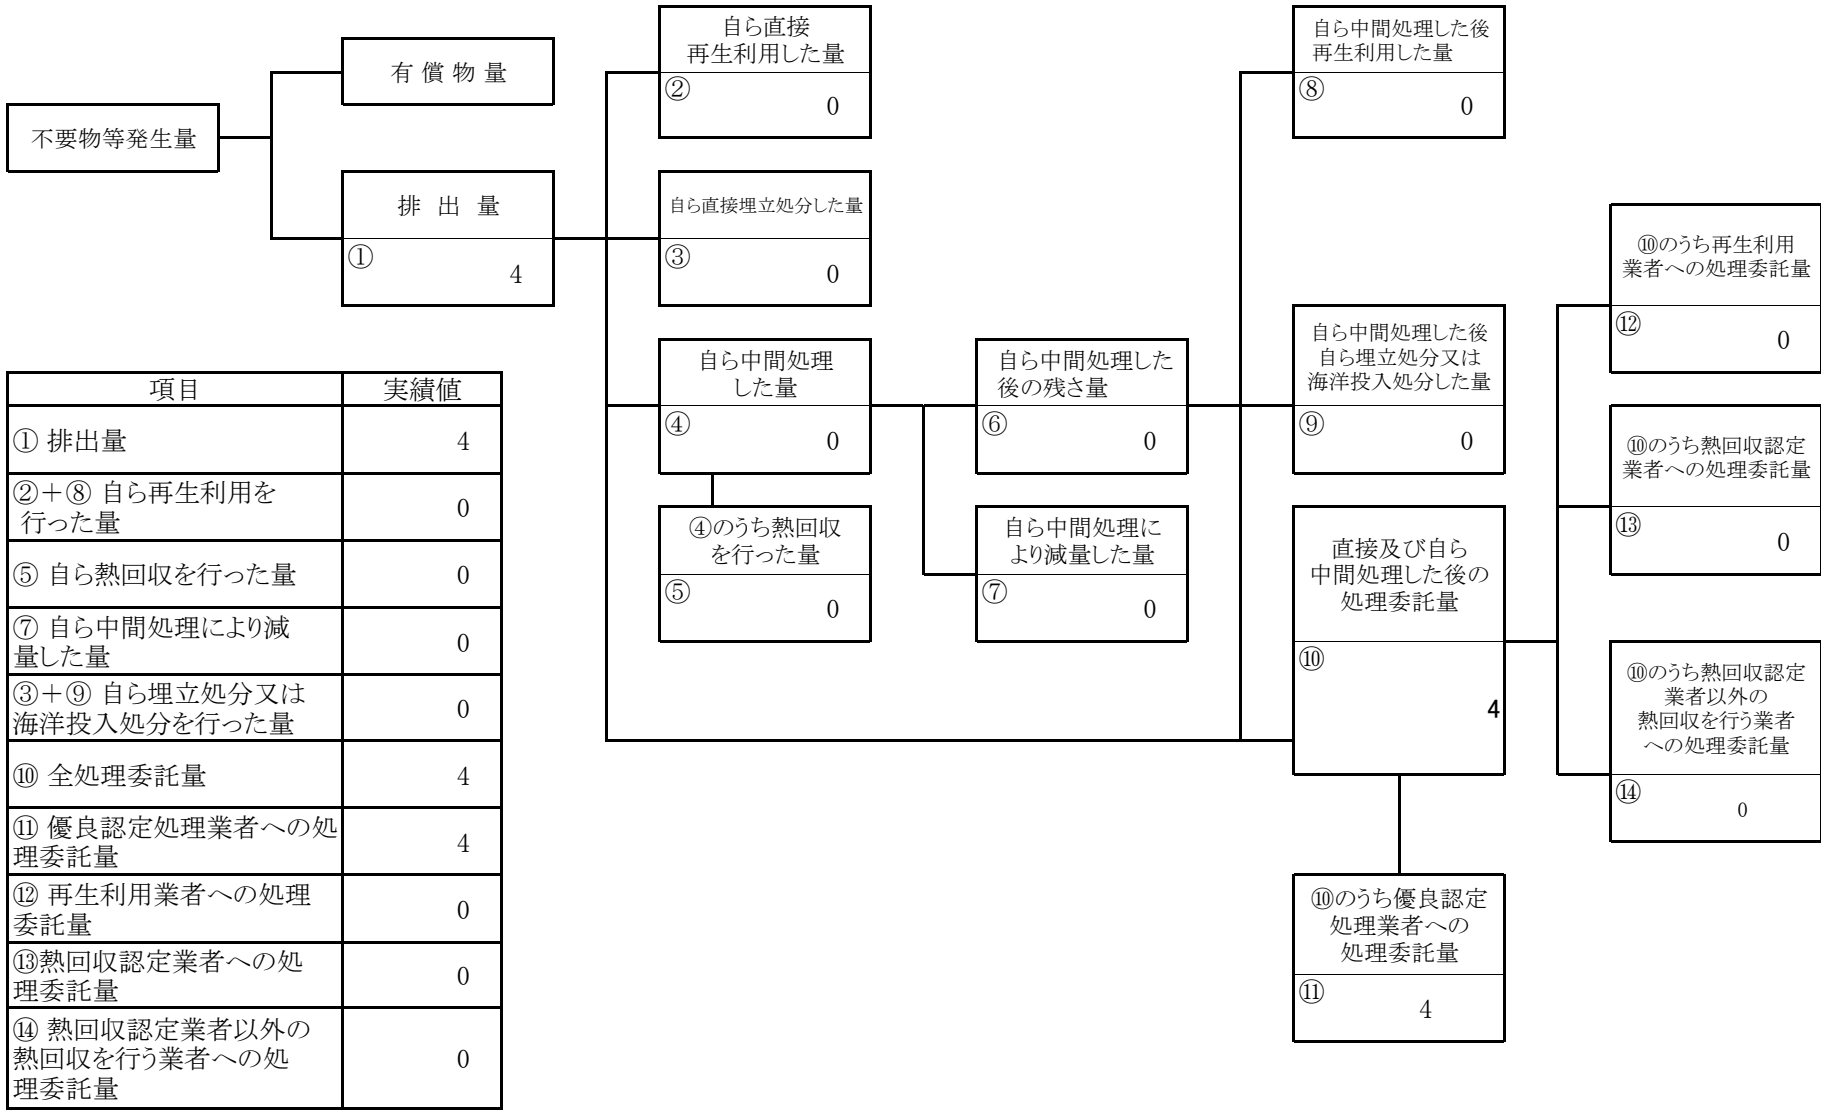 不要物等発生量
有償物量
排出量
①
4
自ら直接
再生利用した量
②
0
自ら直接埋立処分した量
③
0
自ら中間処理
した量
④
0
④のうち熱回収
を行った量
⑤
0
自ら中間処理した
後の残さ量
⑥
0
自ら中間処理に
より減量した量
⑦
0
自ら中間処理した後
再生利用した量
⑧
0
自ら中間処理した後
自ら埋立処分又は
海洋投入処分した量
⑨
0
直接及び自ら
中間処理した後の
処理委託量
⑩
4
⑩のうち優良認定
処理業者への
処理委託量
⑪
4
⑩のうち再生利用
業者への処理委託量
⑫
0
⑩のうち熱回収認定
業者への処理委託量
⑬
0
⑩のうち熱回収認定
業者以外の
熱回収を行う業者
への処理委託量
⑭
0
項目 実績値
① 排出量 4
②+⑧ 自ら再生利用を
行った量 0
⑤ 自ら熱回収を行った量 0
⑦ 自ら中間処理により減
量した量 0
③+⑨ 自ら埋立処分又は
海洋投入処分を行った量 0
⑩ 全処理委託量 4
⑪ 優良認定処理業者への処
理委託量 4
⑫ 再生利用業者への処理
委託量 0
⑬熱回収認定業者への処
理委託量 0
⑭ 熱回収認定業者以外の
熱回収を行う業者への処
理委託量 0